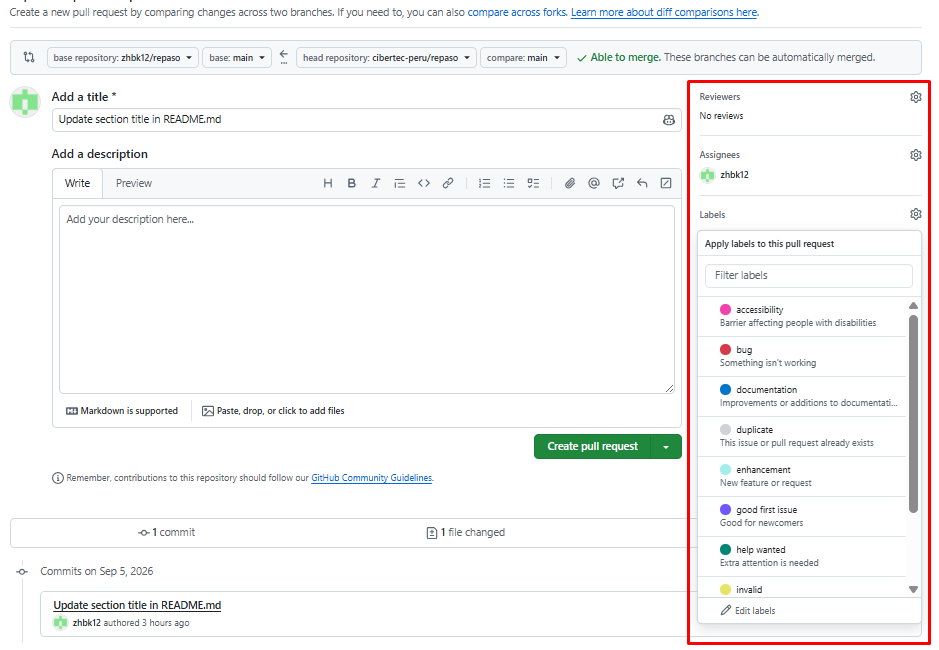 Create a new pull request by comparing changes across two branches. If you need to, you can also compare across forks. Learn more about diff comparisons here.
base repository: zhbk12/repaso base: main head repository: cibertec-peru/repaso compare: main Able to merge. These branches can be automatically merged.
Add a title *
Update section title in README.md
Add a description
Write Preview
Add your description here...
Markdown is supported Paste, drop, or click to add files
Create pull request
Remember, contributions to this repository should follow our GitHub Community Guidelines.
1 commit 1 file changed
Commits on Sep 5, 2026
Update section title in README.md
zhbk12 authored 3 hours ago
Reviewers
No reviews
Assignees
zhbk12
Labels
Apply labels to this pull request
Filter labels
accessibility
Barrier affecting people with disabilities
bug
Something isn't working
documentation
Improvements or additions to documentati...
duplicate
This issue or pull request already exists
enhancement
New feature or request
good first issue
Good for newcomers
help wanted
Extra attention is needed
invalid
Edit labels